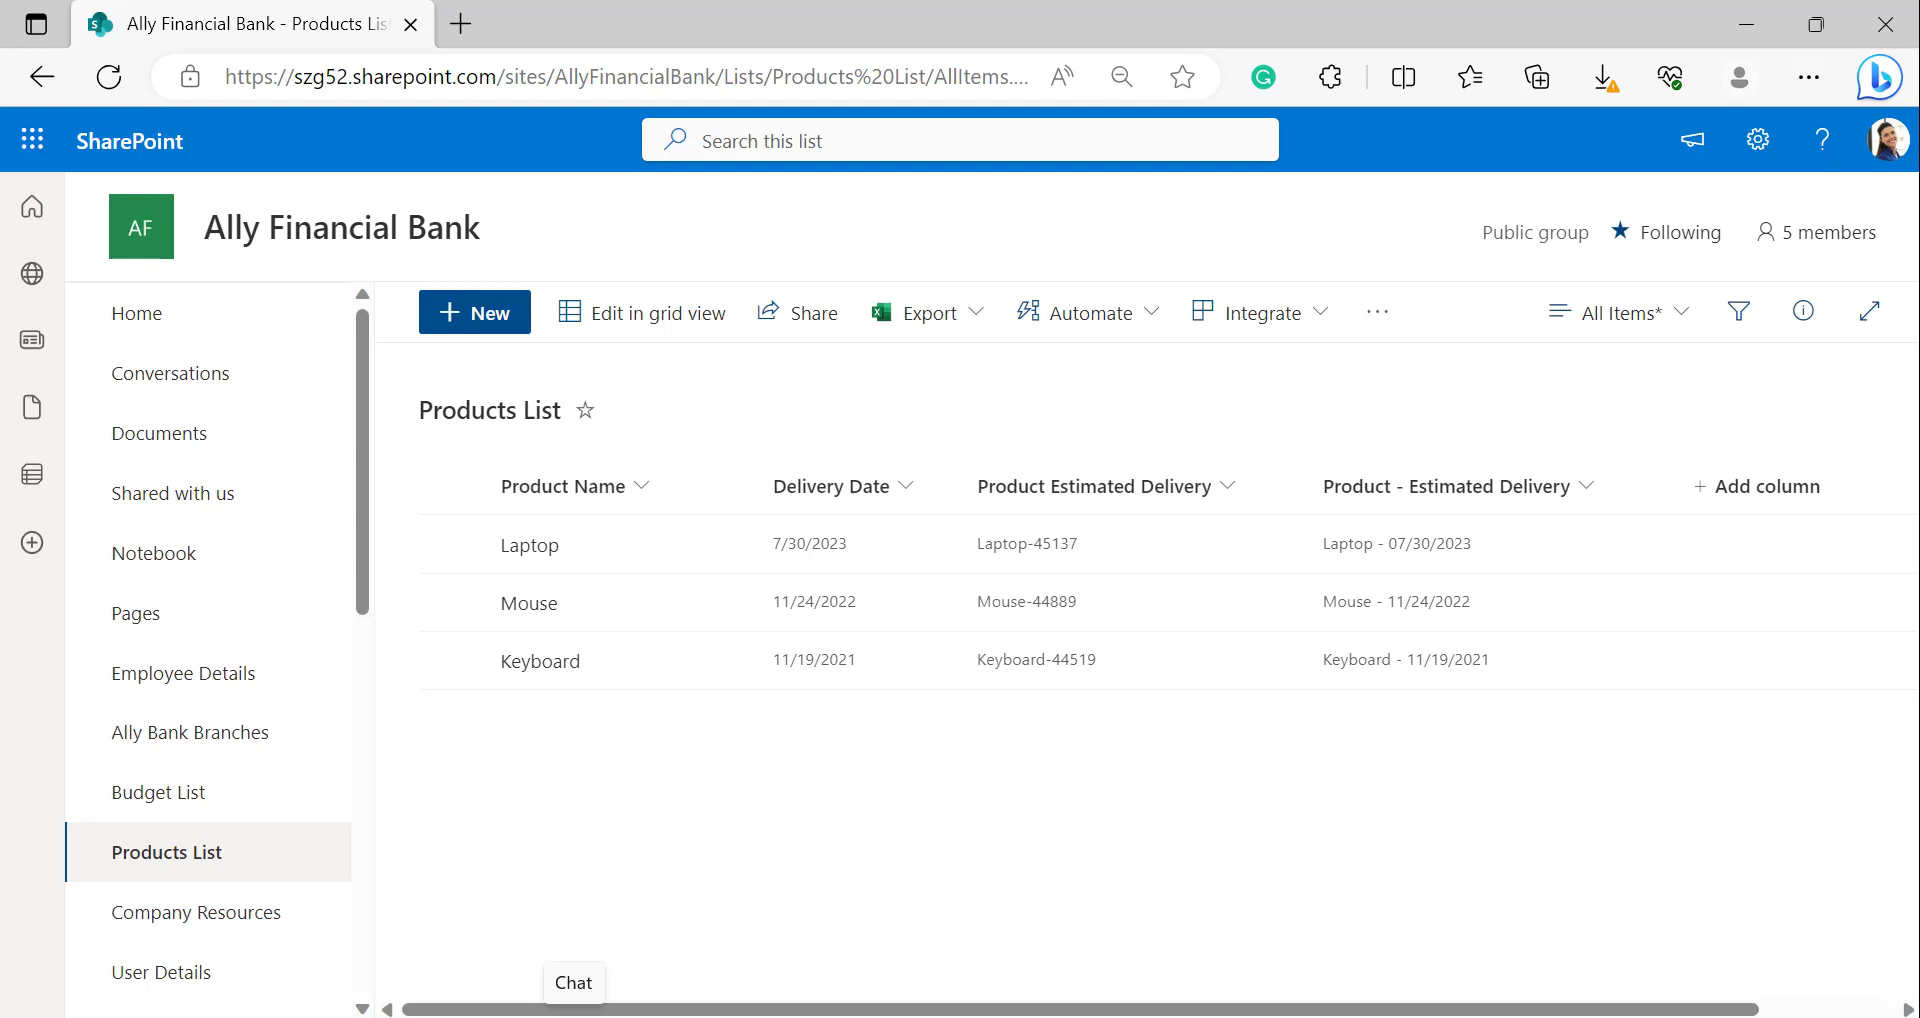 Ally Financial Bank - Products Lis
https://szg52.sharepoint.com/sites/AllyFinancialBank/Lists/Products%20List/AllItems....
SharePoint
Search this list
AF
Ally Financial Bank
Public group
Following
5 members
Home
Conversations
Documents
Shared with us
Notebook
Pages
Employee Details
Ally Bank Branches
Budget List
Products List
Company Resources
User Details
+ New
Edit in grid view
Share
Export
Automate
Integrate
...
All Items*
Products List
Product Name Delivery Date Product Estimated Delivery Product - Estimated Delivery + Add column
Laptop 7/30/2023 Laptop-45137 Laptop - 07/30/2023
Mouse 11/24/2022 Mouse-44889 Mouse - 11/24/2022
Keyboard 11/19/2021 Keyboard-44519 Keyboard - 11/19/2021
Chat